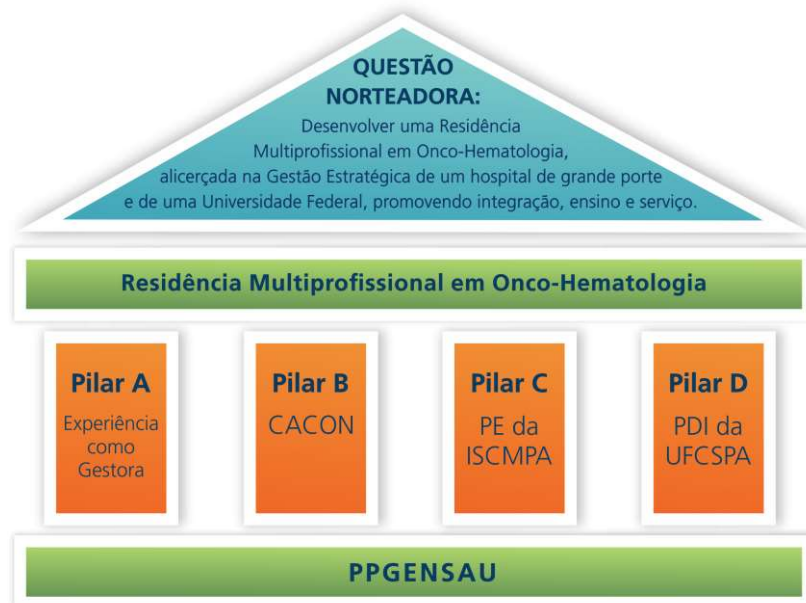 QUESTÃO
NORTEADORA:
Desenvolver uma Residência
Multiprofissional em Onco-Hematologia,
alicerçada na Gestão Estratégica de um hospital de grande porte
e de uma Universidade Federal, promovendo integração, ensino e serviço.
Residência Multiprofissional em Onco-Hematologia
Pilar A
Experiência
como
Gestora
Pilar B
CACON
Pilar C
PE da
ISCMPA
Pilar D
PDI da
UFCSPA
PPGENSAU